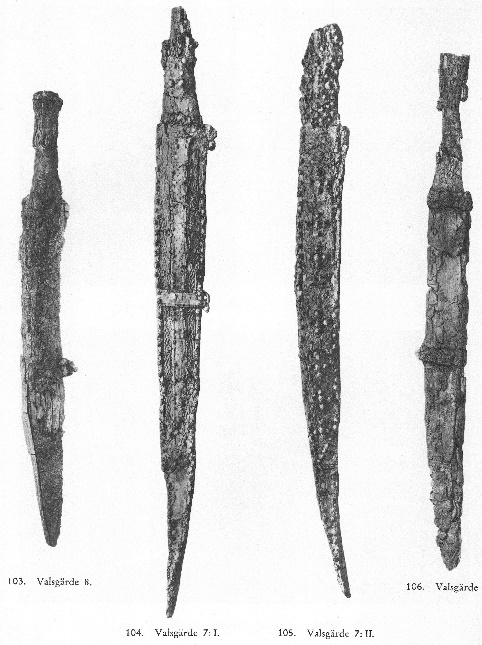 103. Valsgärde 8.
106. Valsgärde
104. Valsgärde 7: I.
105. Valsgärde 7: II.